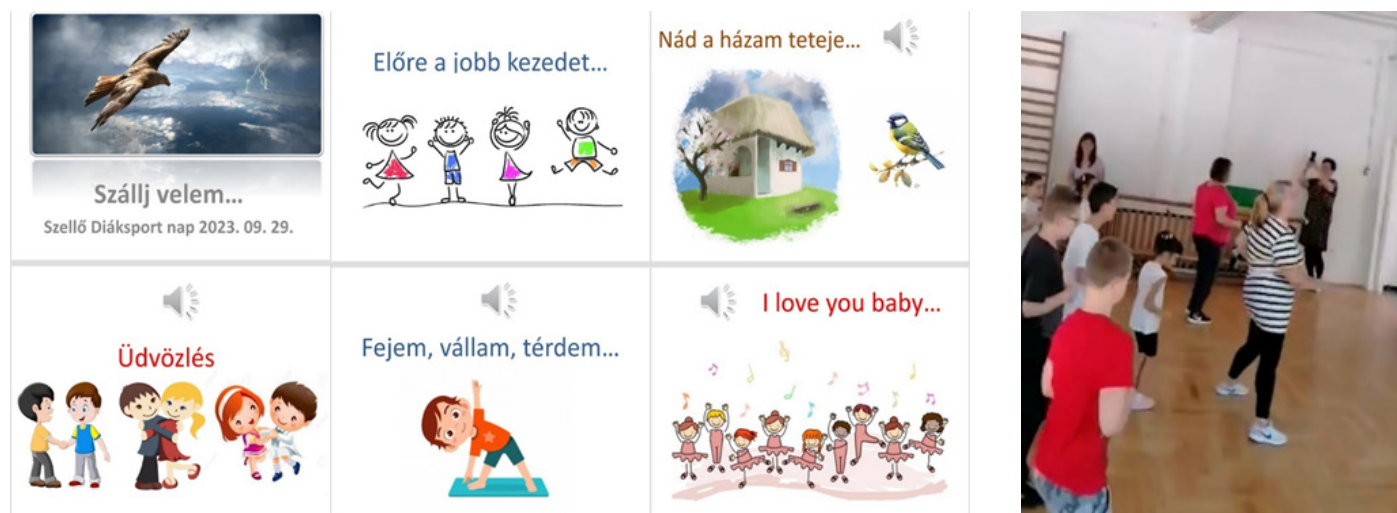 Szállj velem...
Szellő Diáksport nap 2023. 09. 29.
Előre a jobb kezedet...
Nád a házam teteje...
Üdvözlés
Fejem, vállam, térdem...
I love you baby...